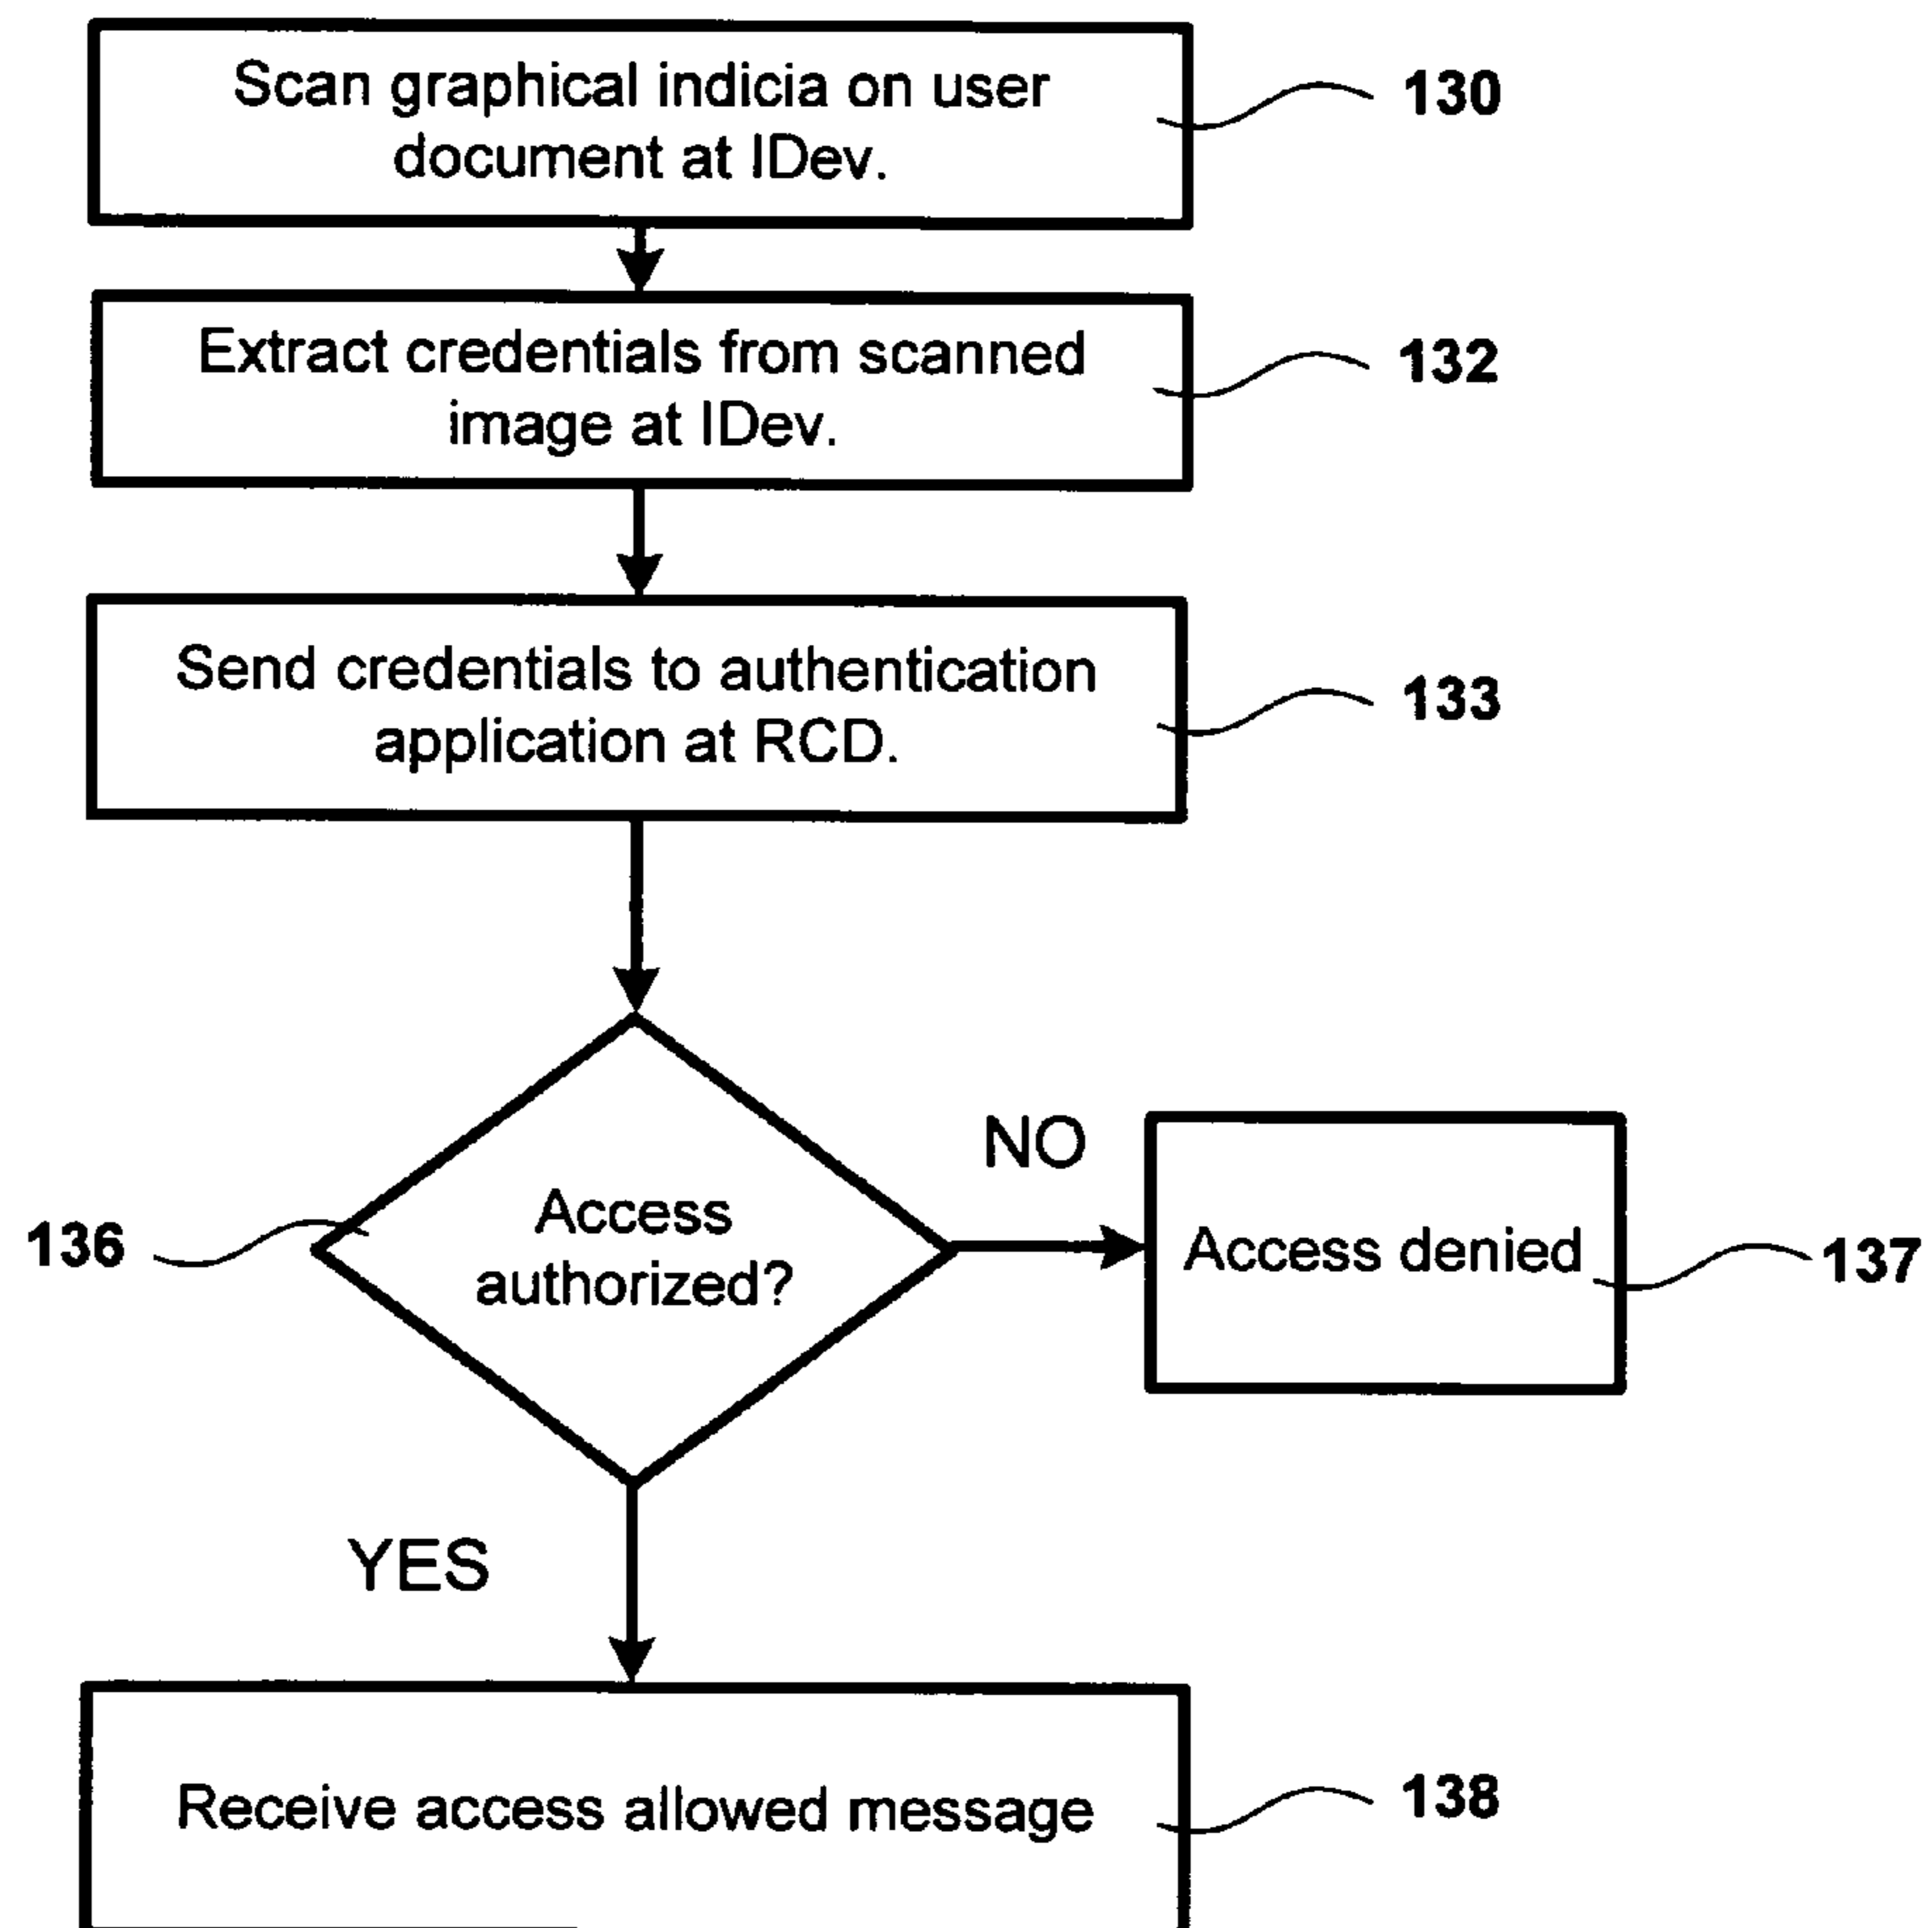 Scan graphical indicia on user
document at IDev.
130
Extract credentials from scanned
image at IDev.
132
Send credentials to authentication
application at RCD.
133
NO
Access
authorized?
136
Access denied
137
YES
Receive access allowed message
138